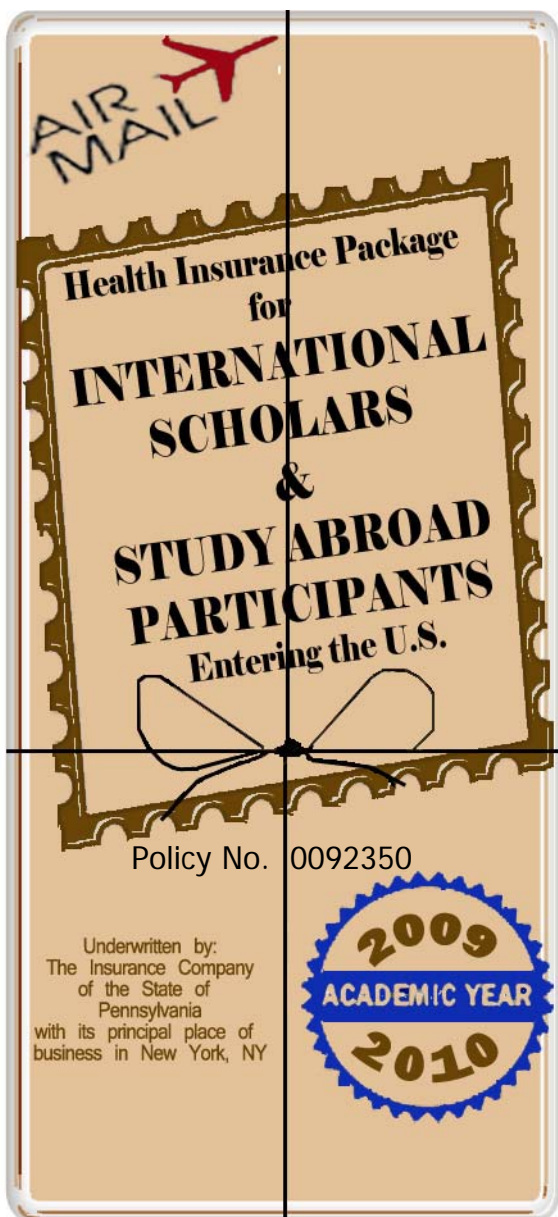 AIR
MAIL
Health Insurance Package
for
INTERNATIONAL
SCHOLARS
&
STUDY ABROAD
PARTICIPANTS
Entering the U.S.
Policy No. 0092350
Underwritten by:
The Insurance Company
of the State of
Pennsylvania
with its principal place of
business in New York, NY
2009
ACADEMIC YEAR
2010